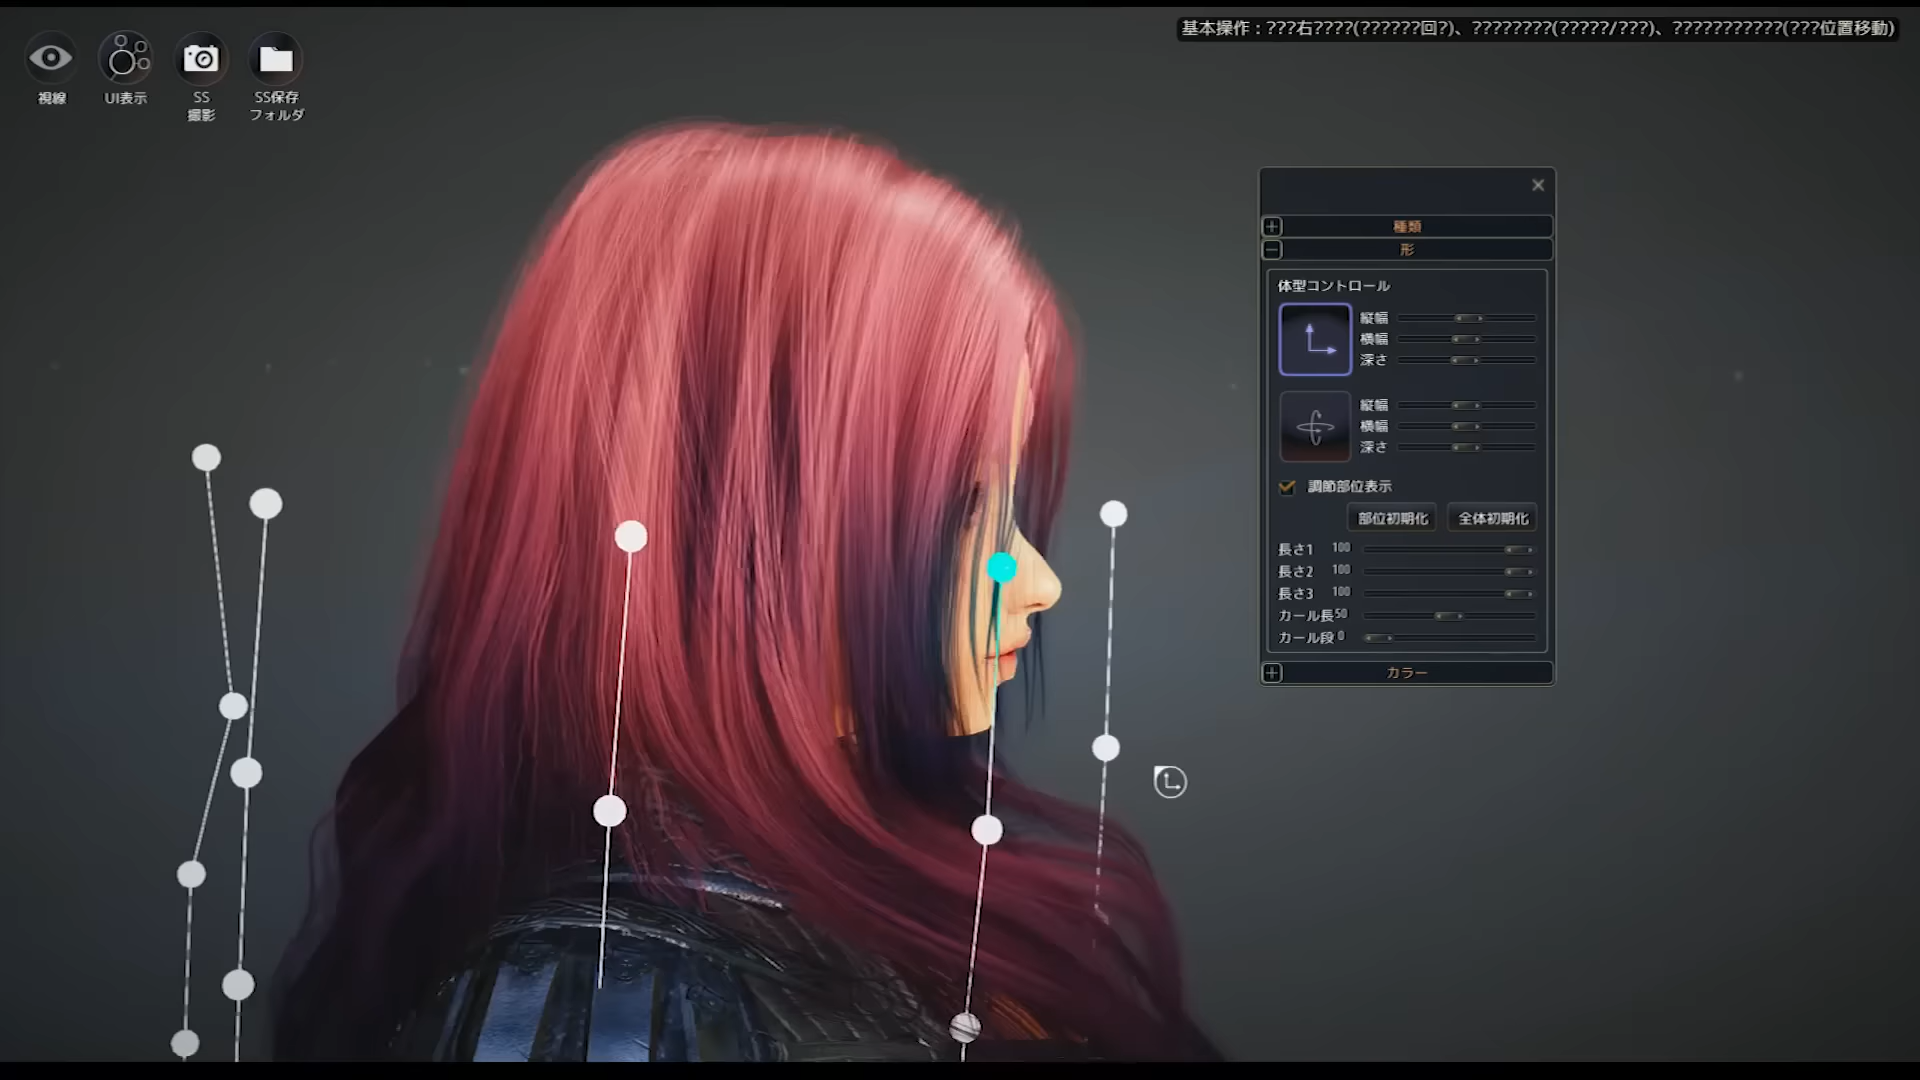 基本操作 : ???右????(??????回?)、????????(?????/???)、???????????(???位置移動)
視線
UI表示
SS
撮影
SS保存
フォルダ
種類
形
体型コントロール
縦幅
横幅
深さ
縦幅
横幅
深さ
調節部位表示
部位初期化
全体初期化
長さ1 100
長さ2 100
長さ3 100
カール長50
カール段0
カラー